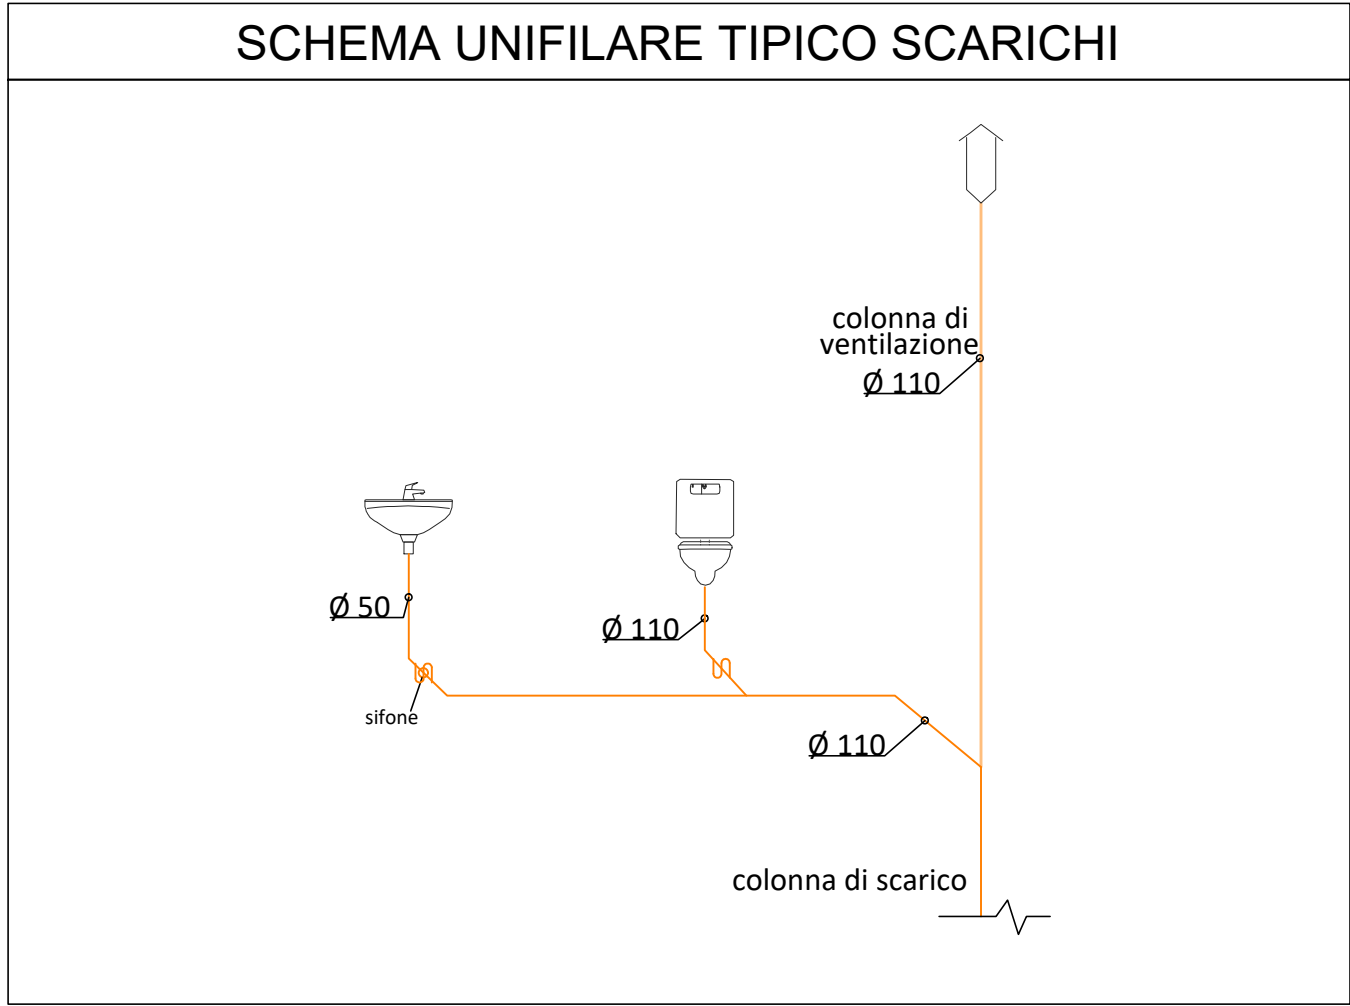 SCHEMA UNIFILARE TIPICO SCARICHI
colonna di
ventilazione
Ø 110
Ø 50
Ø 110
sifone
Ø 110
colonna di scarico